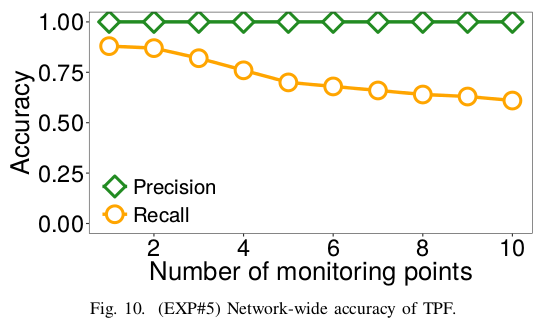 1.00
0.75
0.50
0.25
0.00
Accuracy
Precision
Recall
2 4 6 8 10
Number of monitoring points
Fig. 10. (EXP#5) Network-wide accuracy of TPF.